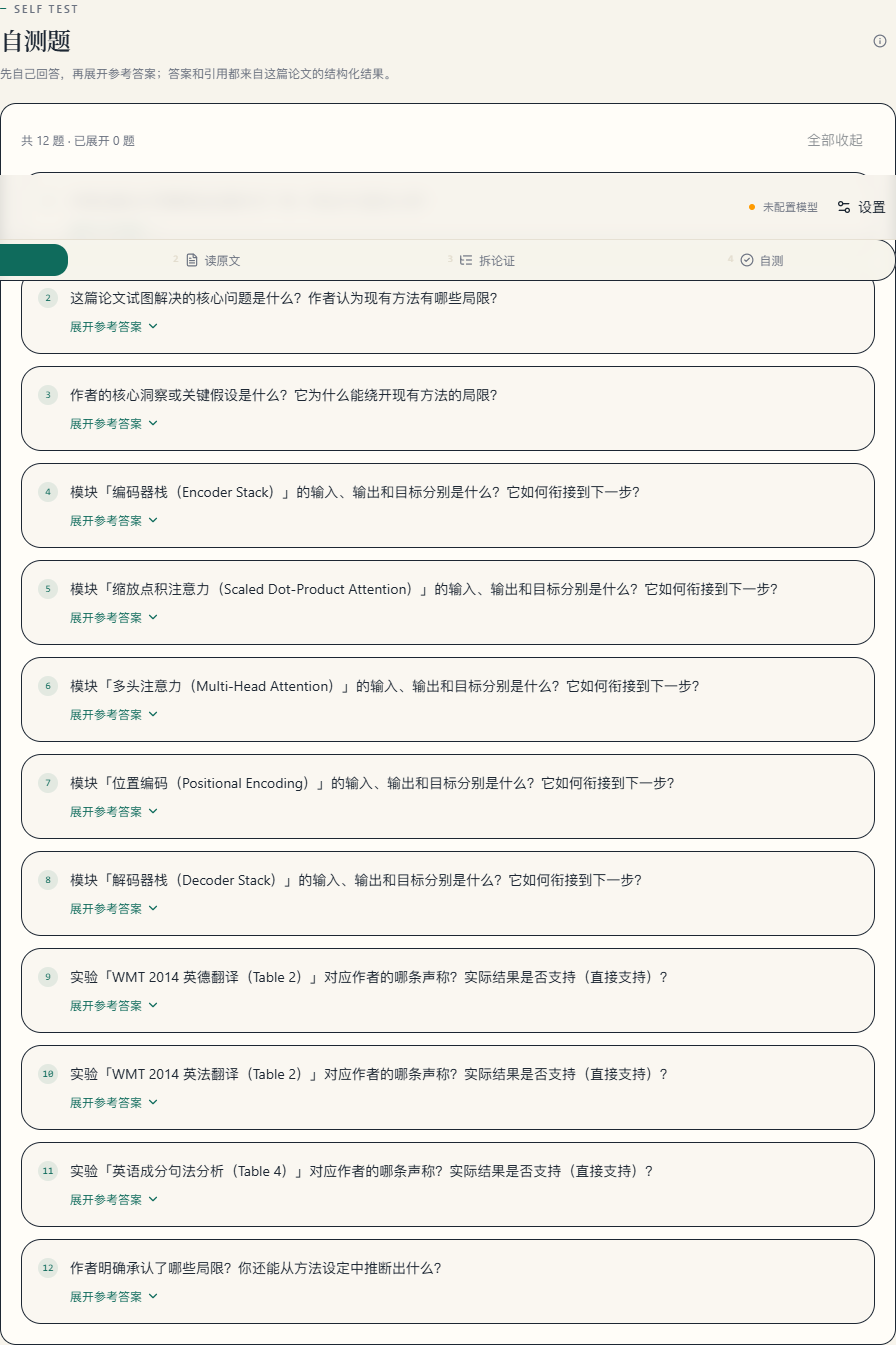 SELF TEST
自测题
先自己回答，再展开参考答案；答案和引用都来自这篇论文的结构化结果。
共 12 题 · 已展开 0 题
全部收起
未配置模型
设置
2 读原文
3 拆论证
4 自测
2 这篇论文试图解决的核心问题是什么？作者认为现有方法有哪些局限？
展开参考答案
3 作者的核心洞察或关键假设是什么？它为什么能绕开现有方法的局限？
展开参考答案
4 模块「编码器栈（Encoder Stack）」的输入、输出和目标分别是什么？它如何衔接到下一步？
展开参考答案
5 模块「缩放点积注意力（Scaled Dot-Product Attention）」的输入、输出和目标分别是什么？它如何衔接到下一步？
展开参考答案
6 模块「多头注意力（Multi-Head Attention）」的输入、输出和目标分别是什么？它如何衔接到下一步？
展开参考答案
7 模块「位置编码（Positional Encoding）」的输入、输出和目标分别是什么？它如何衔接到下一步？
展开参考答案
8 模块「解码器栈（Decoder Stack）」的输入、输出和目标分别是什么？它如何衔接到下一步？
展开参考答案
9 实验「WMT 2014 英德翻译（Table 2）」对应作者的哪条声称？实际结果是否支持（直接支持）？
展开参考答案
10 实验「WMT 2014 英法翻译（Table 2）」对应作者的哪条声称？实际结果是否支持（直接支持）？
展开参考答案
11 实验「英语成分句法分析（Table 4）」对应作者的哪条声称？实际结果是否支持（直接支持）？
展开参考答案
12 作者明确承认了哪些局限？你还能从方法设定中推断出什么？
展开参考答案